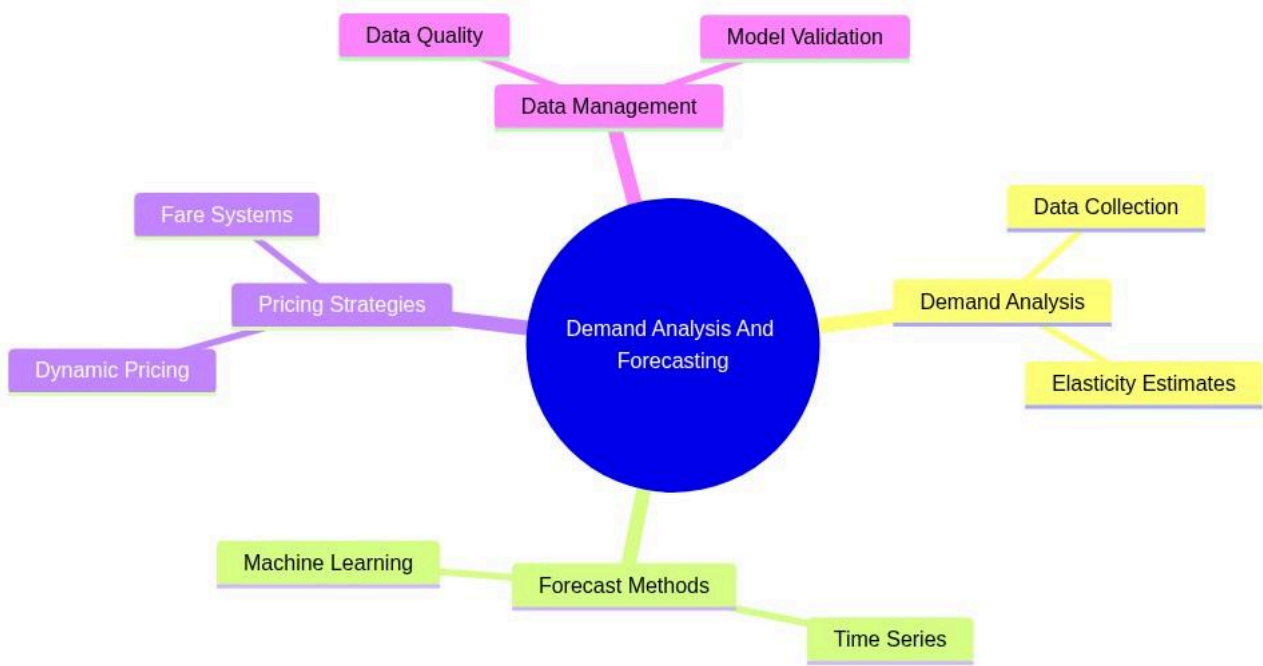 Data Quality
Model Validation
Data Management
Fare Systems
Data Collection
Pricing Strategies
Demand Analysis
Demand Analysis And
Forecasting
Dynamic Pricing
Elasticity Estimates
Machine Learning
Forecast Methods
Time Series